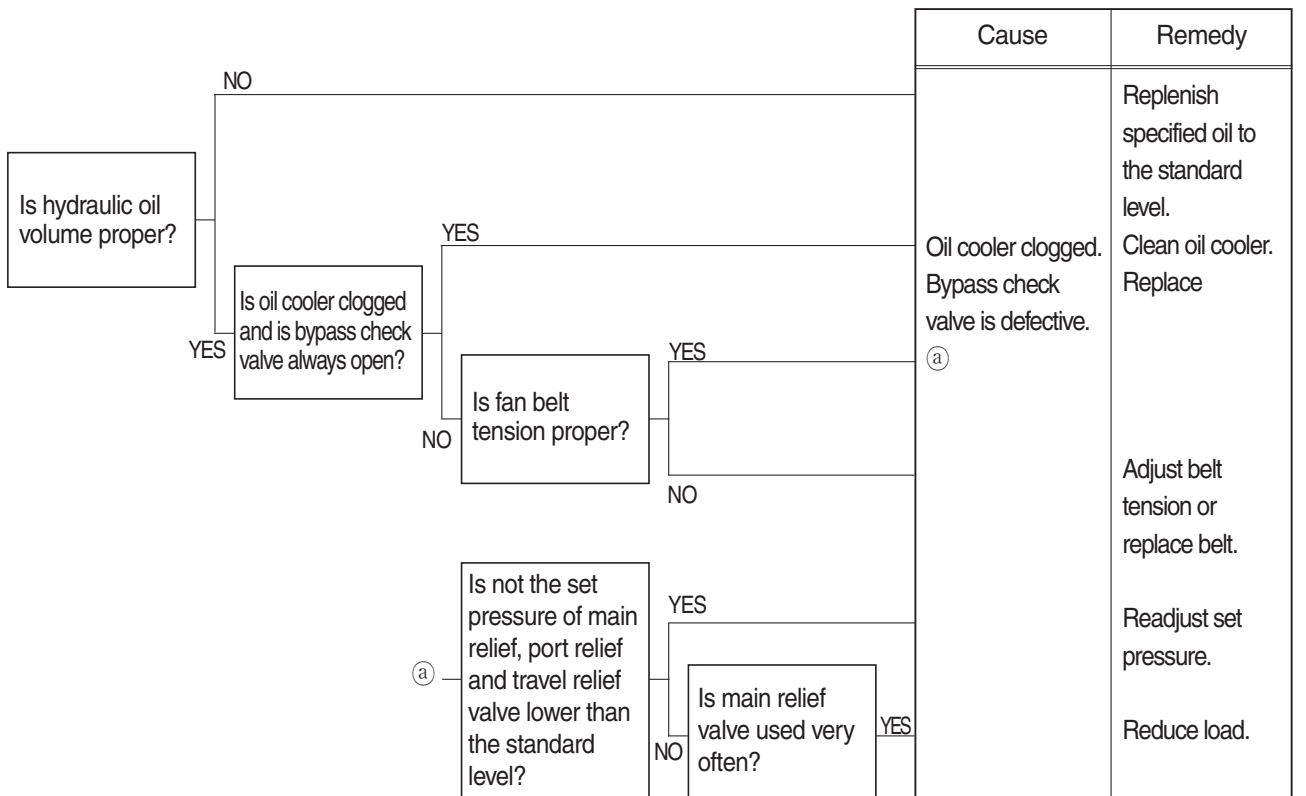 Cause
Remedy
NO
Replenish
specified oil to
the standard
level.
Is hydraulic oil
volume proper?
YES
Oil cooler clogged.
Clean oil cooler.
Bypass check
Replace
valve is defective.
Is oil cooler clogged
and is bypass check
valve always open?
YES
YES
ⓐ
Is fan belt
tension proper?
NO
NO
Adjust belt
tension or
replace belt.
Is not the set
pressure of main
relief, port relief
and travel relief
valve lower than
the standard
level?
YES
Readjust set
pressure.
ⓐ
Is main relief
valve used very
often?
NO
YES
Reduce load.